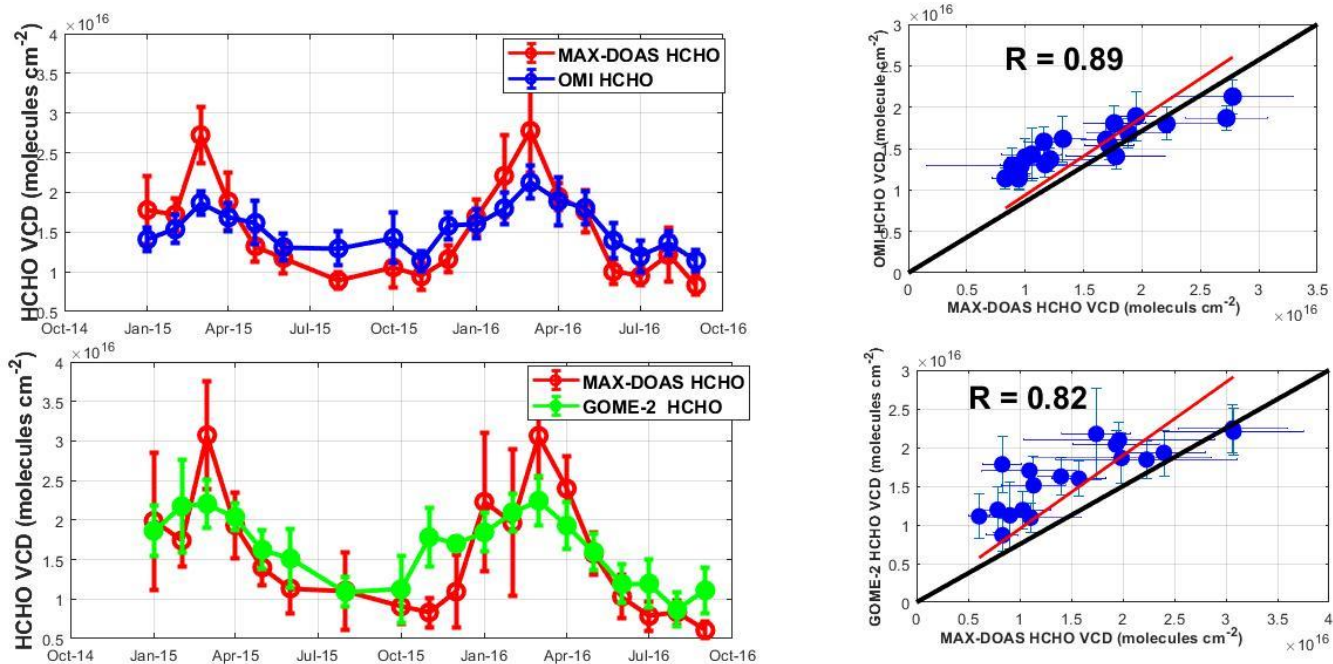 ×10^16
4
3.5
3
2.5
2
1.5
1
0.5
HCHO VCD (molecules cm^-2)
MAX-DOAS HCHO
OMI HCHO
Oct-14 Jan-15 Apr-15 Jul-15 Oct-15 Jan-16 Apr-16 Jul-16 Oct-16
×10^16
3
2.5
2
1.5
1
0.5
0
OMI HCHO VCD (molecule cm^-2)
R = 0.89
0 0.5 1 1.5 2 2.5 3 3.5
MAX-DOAS HCHO VCD (moleculs cm^-2)
×10^16
×10^16
4
3.5
3
2.5
2
1.5
1
0.5
HCHO VCD (molecules cm^-2)
MAX-DOAS HCHO
GOME-2 HCHO
Oct-14 Jan-15 Apr-15 Jul-15 Oct-15 Jan-16 Apr-16 Jul-16 Oct-16
×10^16
3
2.5
2
1.5
1
0.5
0
GOME-2 HCHO VCD (molecules cm^-2)
R = 0.82
0 0.5 1 1.5 2 2.5 3 3.5 4
MAX-DOAS HCHO VCD (molecules cm^-2)
×10^16